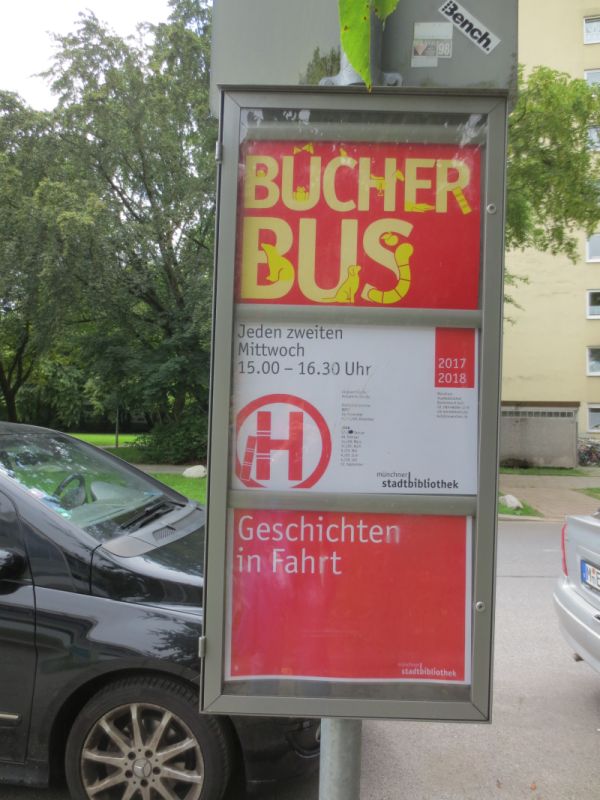 Bench.
98
BÜCHER
BUS
Jeden zweiten
Mittwoch
15.00 – 16.30 Uhr
2017
2018
H
münchner
stadtbibliothek
Geschichten
in Fahrt
münchner
stadtbibliothek